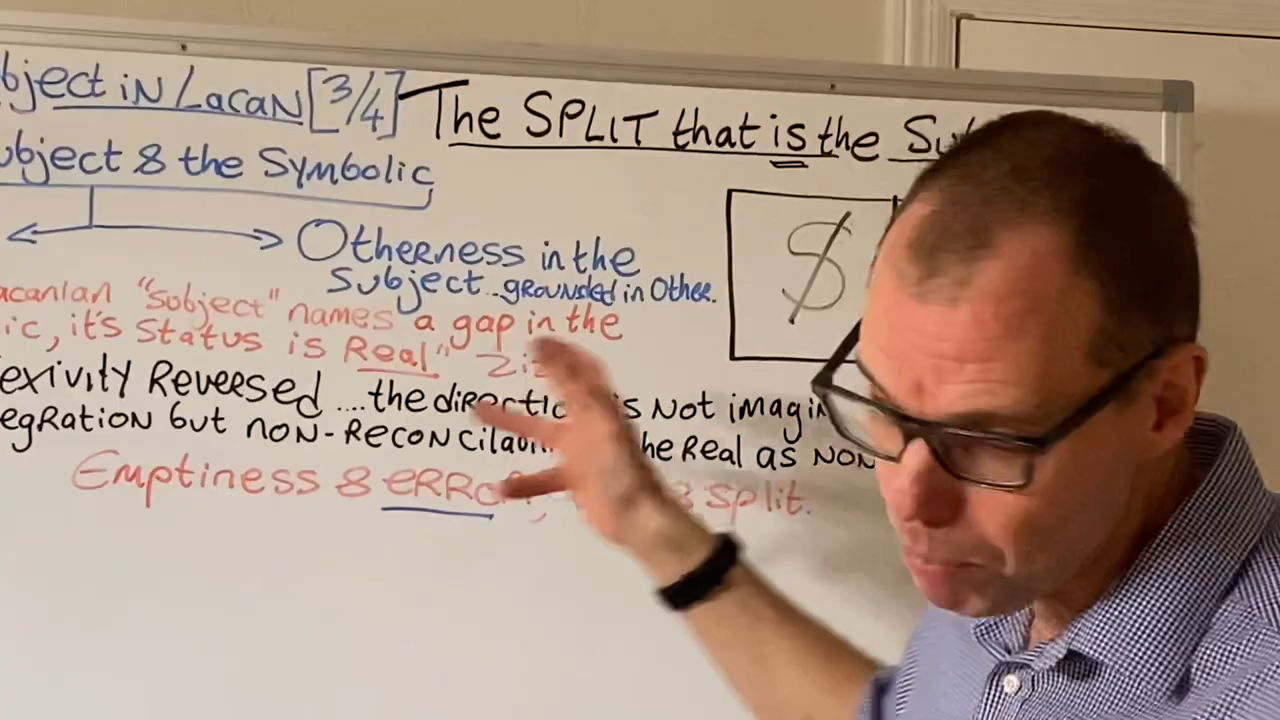 bject in Lacan [3/4]
The SPLIT that is the Su
ubject & the Symbolic
Otherness in the
Subject...grounded in Other.
$
acanian "Subject" names a gap in the
ic, it's Status is Real"
exivity Reversed ....the directi is Not imagin
egration but non-Reconcila he Real as non
Emptiness & erro & split.